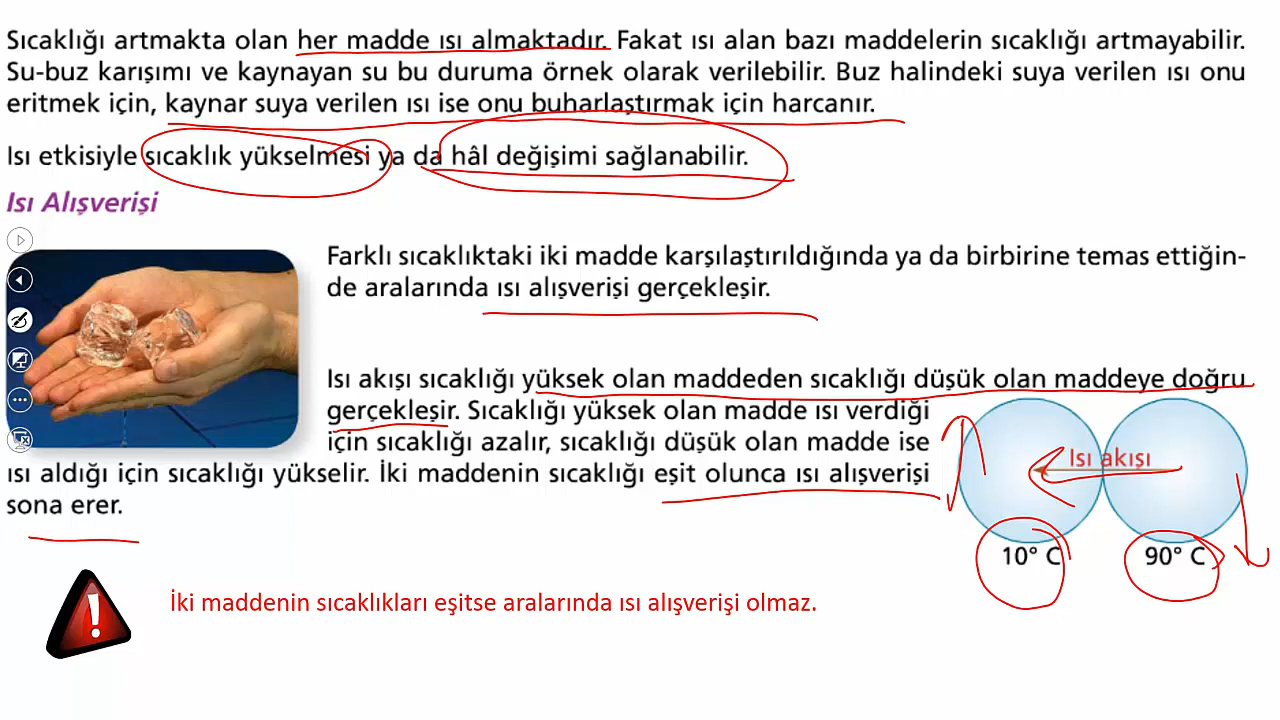 Sıcaklığı artmakta olan her madde ısı almaktadır. Fakat ısı alan bazı maddelerin sıcaklığı artmayabilir.
Su-buz karışımı ve kaynayan su bu duruma örnek olarak verilebilir. Buz halindeki suya verilen ısı onu
eritmek için, kaynar suya verilen ısı ise onu buharlaştırmak için harcanır.
Isı etkisiyle sıcaklık yükselmesi ya da hâl değişimi sağlanabilir.
Isı Alışverişi
Farklı sıcaklıktaki iki madde karşılaştırıldığında ya da birbirine temas ettiğin-
de aralarında ısı alışverişi gerçekleşir.
Isı akışı sıcaklığı yüksek olan maddeden sıcaklığı düşük olan maddeye doğru
gerçekleşir. Sıcaklığı yüksek olan madde ısı verdiği
için sıcaklığı azalır, sıcaklığı düşük olan madde ise
ısı aldığı için sıcaklığı yükselir. İki maddenin sıcaklığı eşit olunca ısı alışverişi
sona erer.
Isı akışı
10° C 90° C
İki maddenin sıcaklıkları eşitse aralarında ısı alışverişi olmaz.